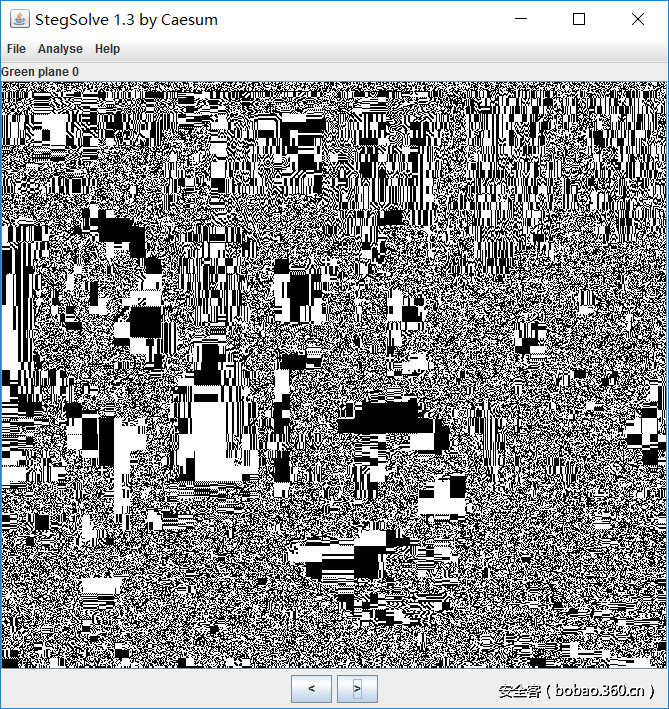 StegSolve 1.3 by Caesum
File Analyse Help
Green plane 0
< >
安全客（bobao.360.cn）